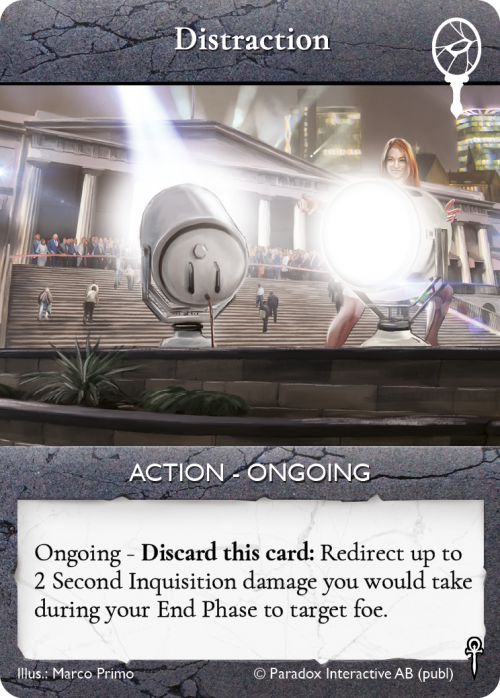 Distraction
ACTION - ONGOING
Ongoing - Discard this card: Redirect up to
2 Second Inquisition damage you would take
during your End Phase to target foe.
Illus.: Marco Primo © Paradox Interactive AB (publ)